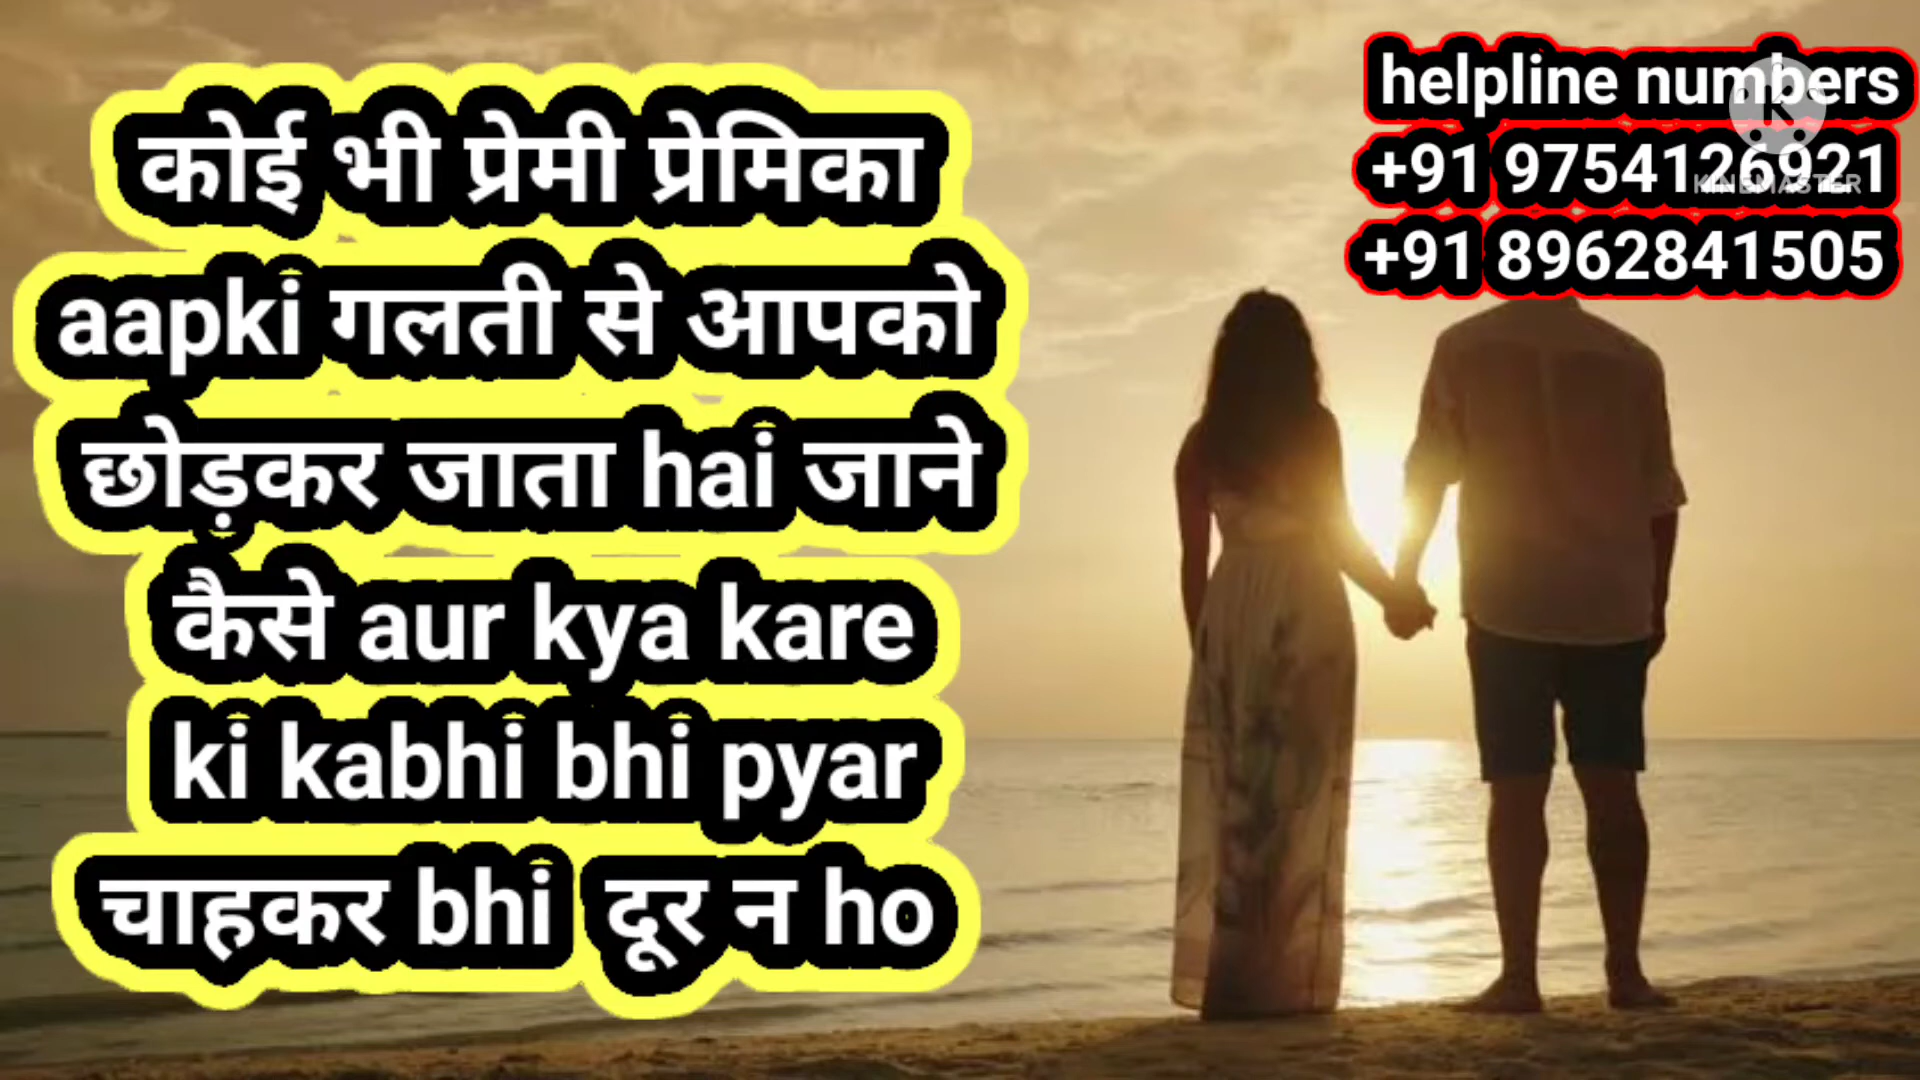 कोई भी प्रेमी प्रेमिका
aapki गलती से आपको
छोड़कर जाता hai जाने
कैसे aur kya kare
ki kabhi bhi pyar
चाहकर bhi दूर न ho
helpline numbers
+91 9754126921
+91 8962841505
KINEMASTER